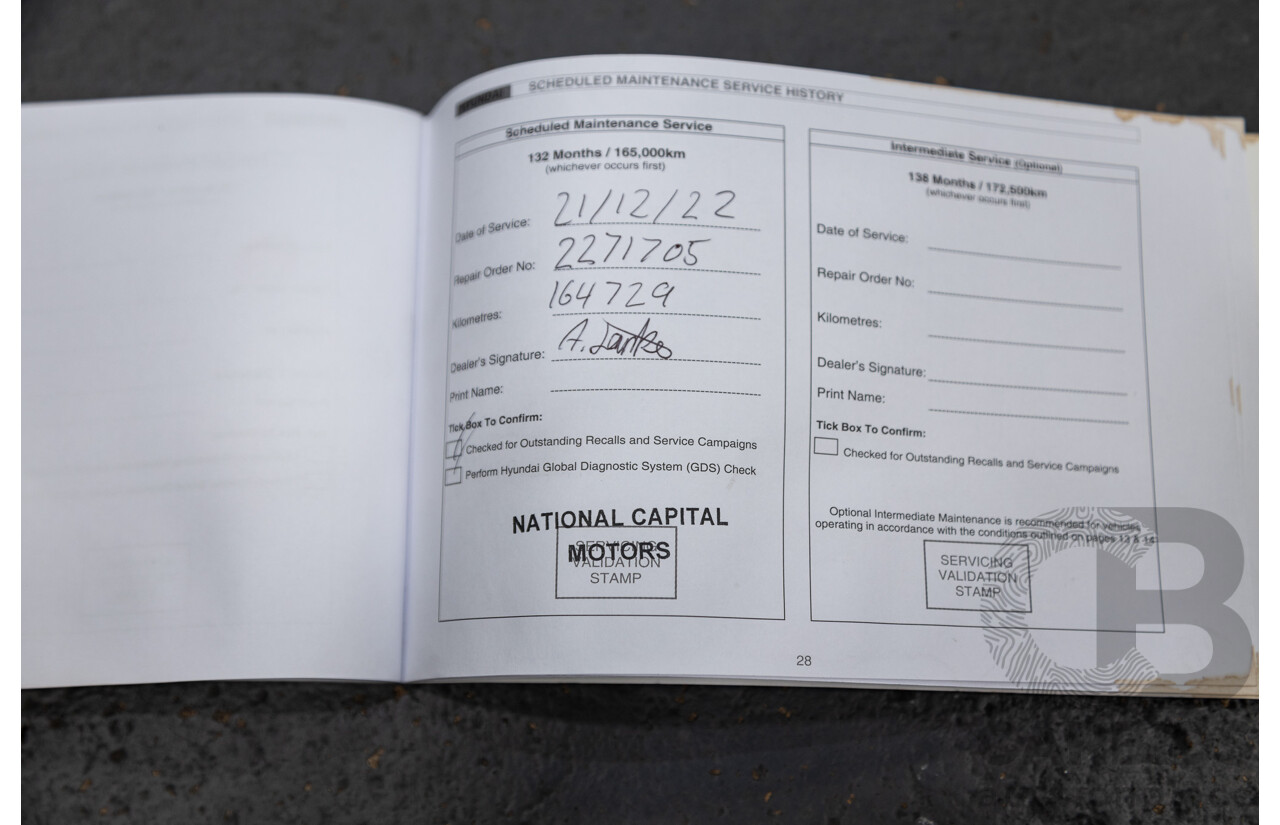 SCHEDULED MAINTENANCE SERVICE HISTORY
Scheduled Maintenance Service
132 Months / 165,000km
(whichever occurs first)
Date of Service: 21/12/22
Repair Order No: 2271705
Kilometres: 164729
Dealer's Signature: A.
Print Name:
Tick Box To Confirm:
Checked for Outstanding Recalls and Service Campaigns
Perform Hyundai Global Diagnostic System (GDS) Check
NATIONAL CAPITAL
MOTORS
SERVICING
VALIDATION
STAMP
Intermediate Service (Optional)
138 Months / 172,500km
(whichever occurs first)
Date of Service:
Repair Order No:
Kilometres:
Dealer's Signature:
Print Name:
Tick Box To Confirm:
Checked for Outstanding Recalls and Service Campaigns
Optional Intermediate Maintenance is recommended for vehicles
operating in accordance with the conditions outlined on pages 13 & 14
SERVICING
VALIDATION
STAMP
28